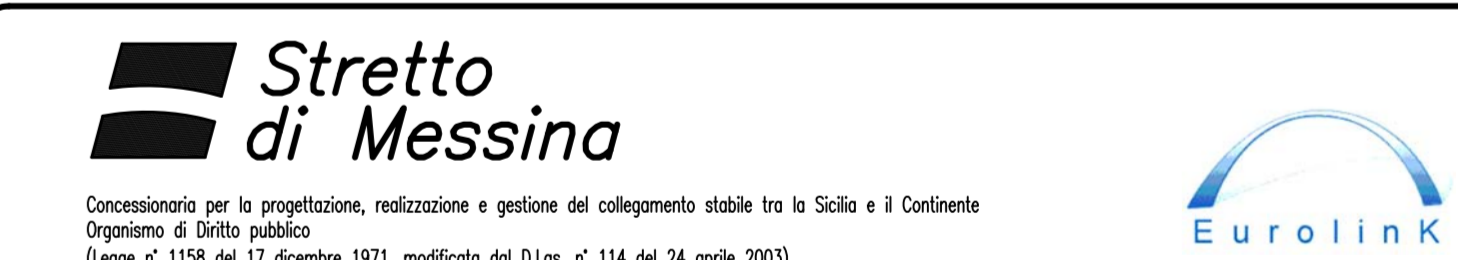 Stretto
di Messina
Concessionaria per la progettazione, realizzazione e gestione del collegamento stabile tra la Sicilia e il Continente
Organismo di Diritto pubblico
(Legge n° 1158 del 17 dicembre 1971, modificata dal D.Lgs. n° 114 del 24 aprile 2003)
EurolinK